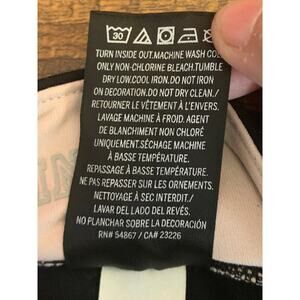 30
TURN INSIDE OUT.MACHINE WASH COL
ONLY NON-CHLORINE BLEACH.TUMBLE
DRY LOW.COOL IRON.DO NOT IRON
ON DECORATION.DO NOT DRY CLEAN./
RETOURNER LE VÊTEMENT À L'ENVERS.
LAVAGE MACHINE À FROID. AGENT
DE BLANCHIMENT NON CHLORÉ
UNIQUEMENT.SÉCHAGE MACHINE
À BASSE TEMPÉRATURE.
REPASSAGE À BASSE TEMPÉRATURE.
NE PAS REPASSER SUR LES ORNEMENTS.
NETTOYAGE À SEC INTERDIT./
LAVAR DEL LADO DEL REVÉS.
NO PLANCHAR SOBRE LA DECORACIÓN
RN# 54867 / CA# 23226